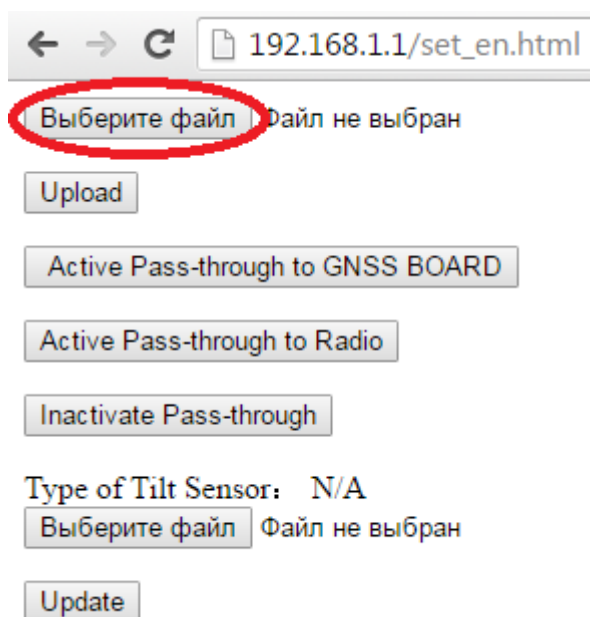 192.168.1.1/set_en.html
Выберите файл Файл не выбран
Upload
Active Pass-through to GNSS BOARD
Active Pass-through to Radio
Inactivate Pass-through
Type of Tilt Sensor： N/A
Выберите файл Файл не выбран
Update